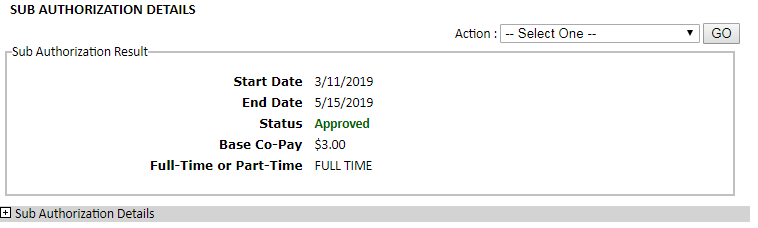 SUB AUTHORIZATION DETAILS
Action : -- Select One -- GO
Sub Authorization Result
Start Date 3/11/2019
End Date 5/15/2019
Status Approved
Base Co-Pay $3.00
Full-Time or Part-Time FULL TIME
Sub Authorization Details